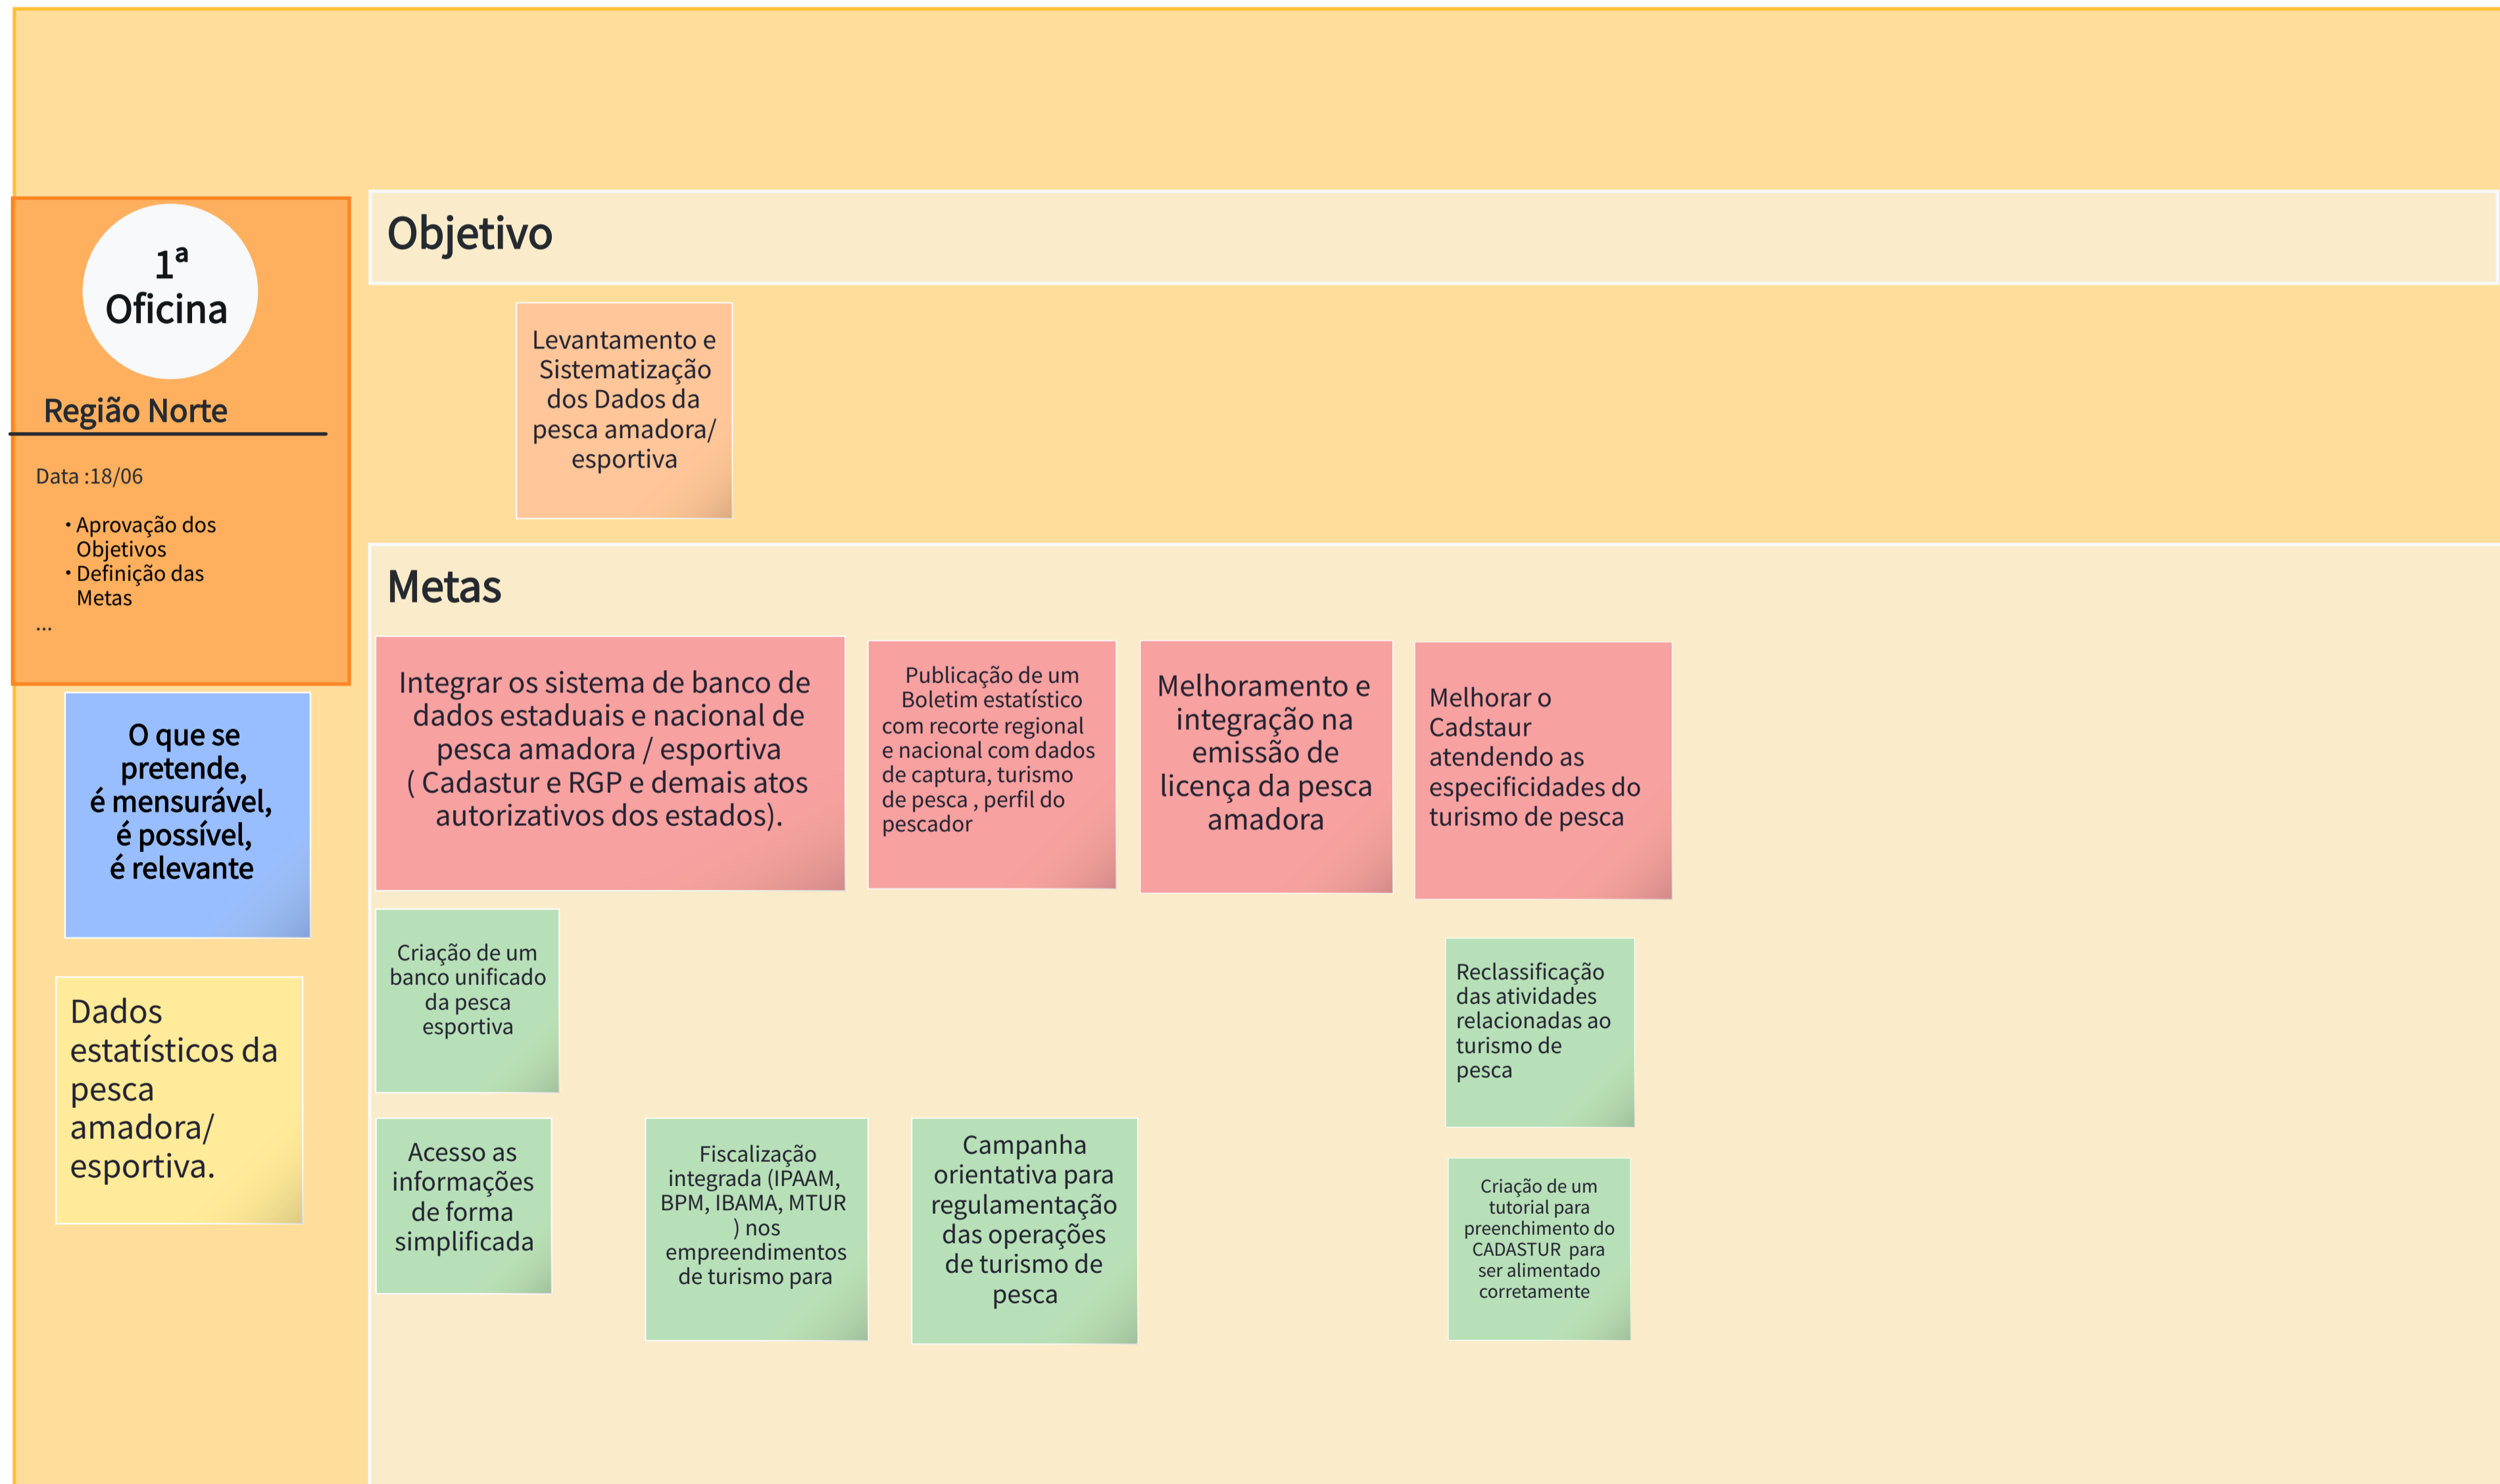 1ª
Oficina
Região Norte
Data :18/06
• Aprovação dos
Objetivos
• Definição das
Metas
...
O que se
pretende,
é mensurável,
é possível,
é relevante
Dados
estatísticos da
pesca
amadora/
esportiva.
Objetivo
Levantamento e
Sistematização
dos Dados da
pesca amadora/
esportiva
Metas
Integrar os sistema de banco de
dados estaduais e nacional de
pesca amadora / esportiva
( Cadastur e RGP e demais atos
autorizativos dos estados).
Publicação de um
Boletim estatístico
com recorte regional
e nacional com dados
de captura, turismo
de pesca , perfil do
pescador
Melhoramento e
integração na
emissão de
licença da pesca
amadora
Melhorar o
Cadstaur
atendendo as
especificidades do
turismo de pesca
Criação de um
banco unificado
da pesca
esportiva
Reclassificação
das atividades
relacionadas ao
turismo de
pesca
Acesso as
informações
de forma
simplificada
Fiscalização
integrada (IPAAM,
BPM, IBAMA, MTUR
) nos
empreendimentos
de turismo para
Campanha
orientativa para
regulamentação
das operações
de turismo de
pesca
Criação de um
tutorial para
preenchimento do
CADASTUR  para
ser alimentado
corretamente